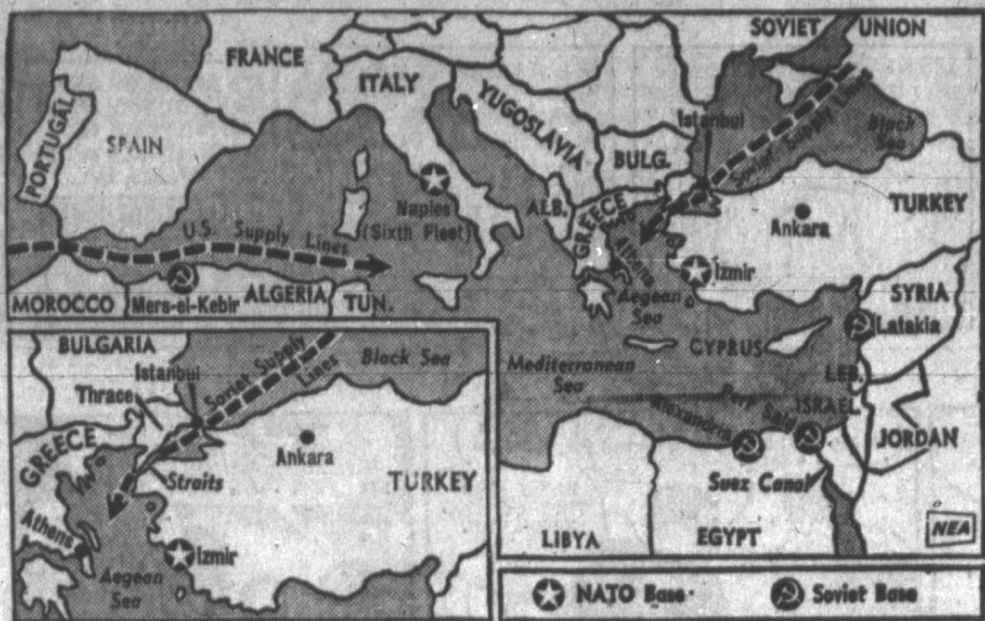 SOVIET UNION
FRANCE
ITALY
YUGOSLAVIA
PORTUGAL
SPAIN
Istanbul
Soviet Supply Lines
Black Sea
BULG.
ALB.
GREECE
TURKEY
Ankara
Naples
(Sixth Fleet)
U.S. Supply Lines
Athens
Izmir
Aegean Sea
MOROCCO
Mers-el-Kebir
ALGERIA
TUN.
SYRIA
Latakia
CYPRUS
Mediterranean Sea
LEB.
ISRAEL
Alexandria
Port Said
JORDAN
Suez Canal
LIBYA
EGYPT
NEA
BULGARIA
Istanbul
Thrace
Soviet Supply Lines
Black Sea
GREECE
Ankara
Straits
TURKEY
Athens
Izmir
Aegean Sea
NATO Base
Soviet Base